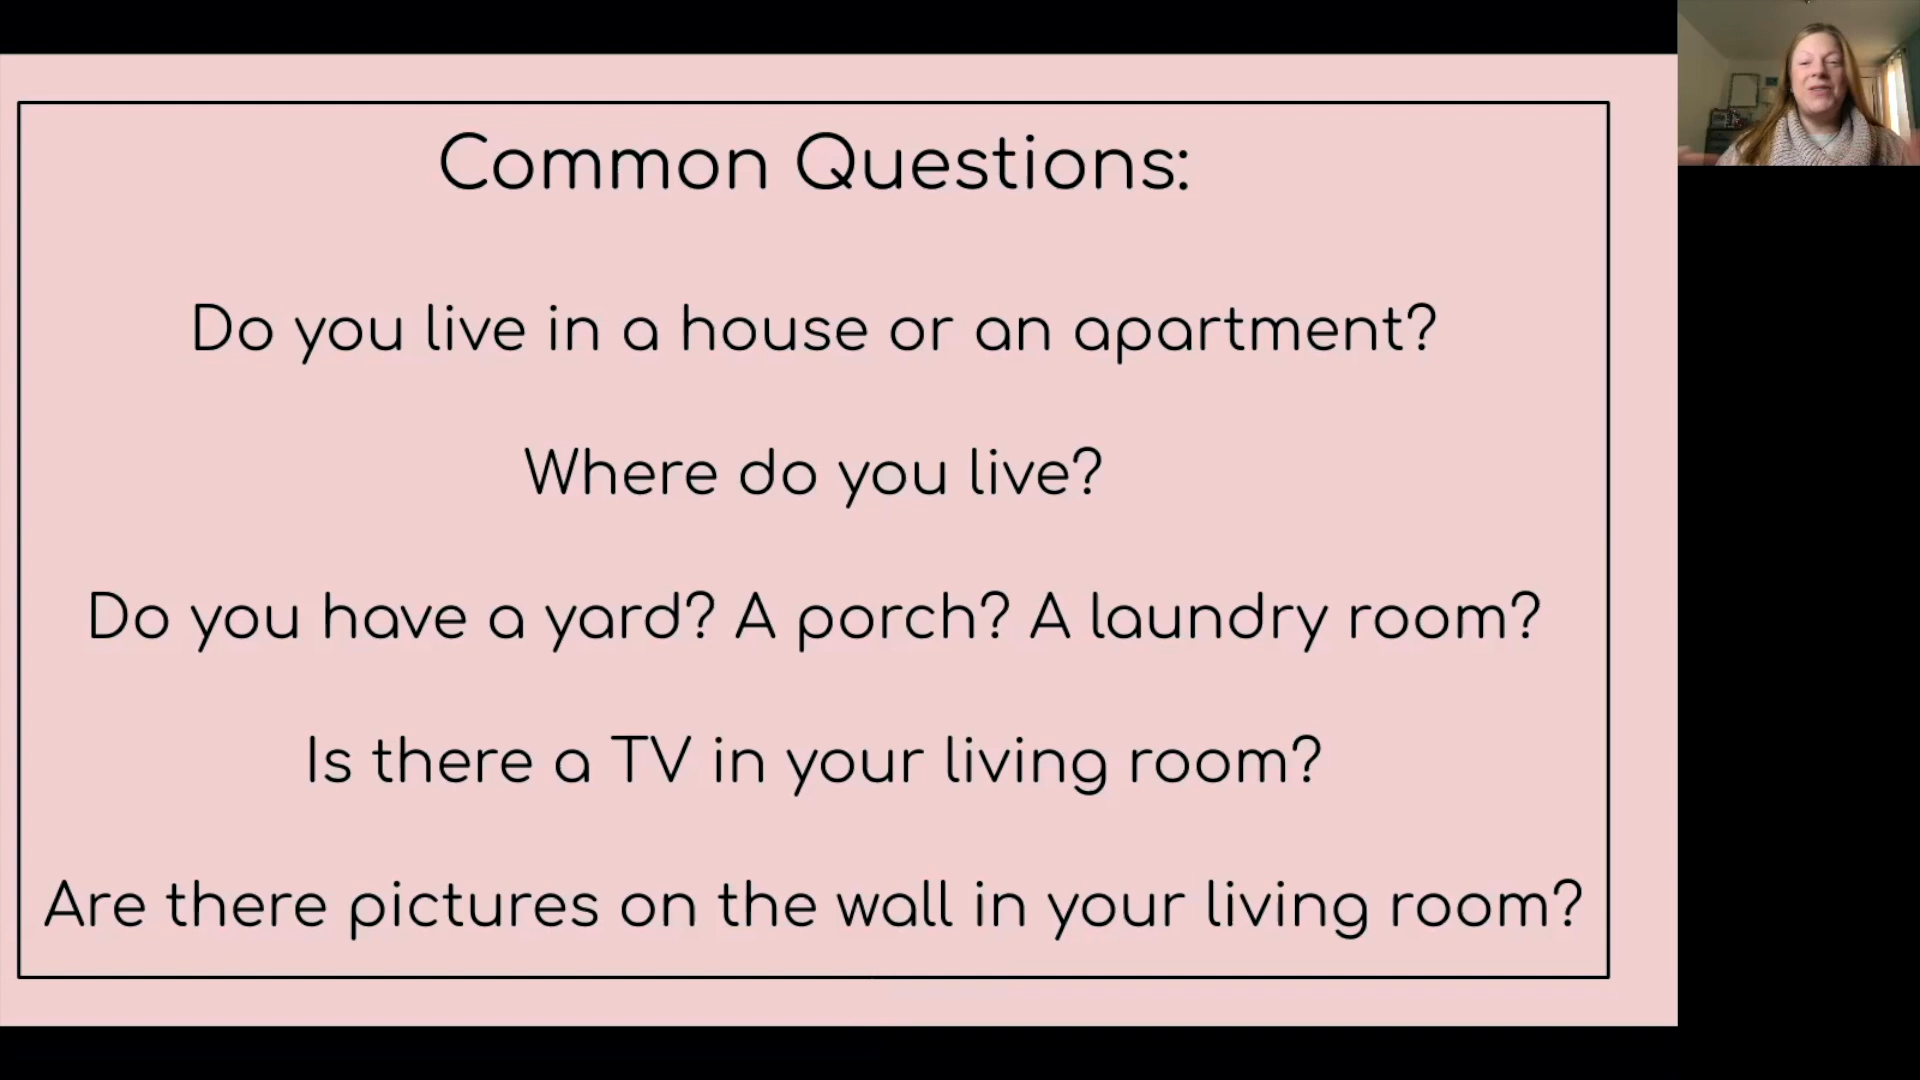 Common Questions:
Do you live in a house or an apartment?
Where do you live?
Do you have a yard? A porch? A laundry room?
Is there a TV in your living room?
Are there pictures on the wall in your living room?